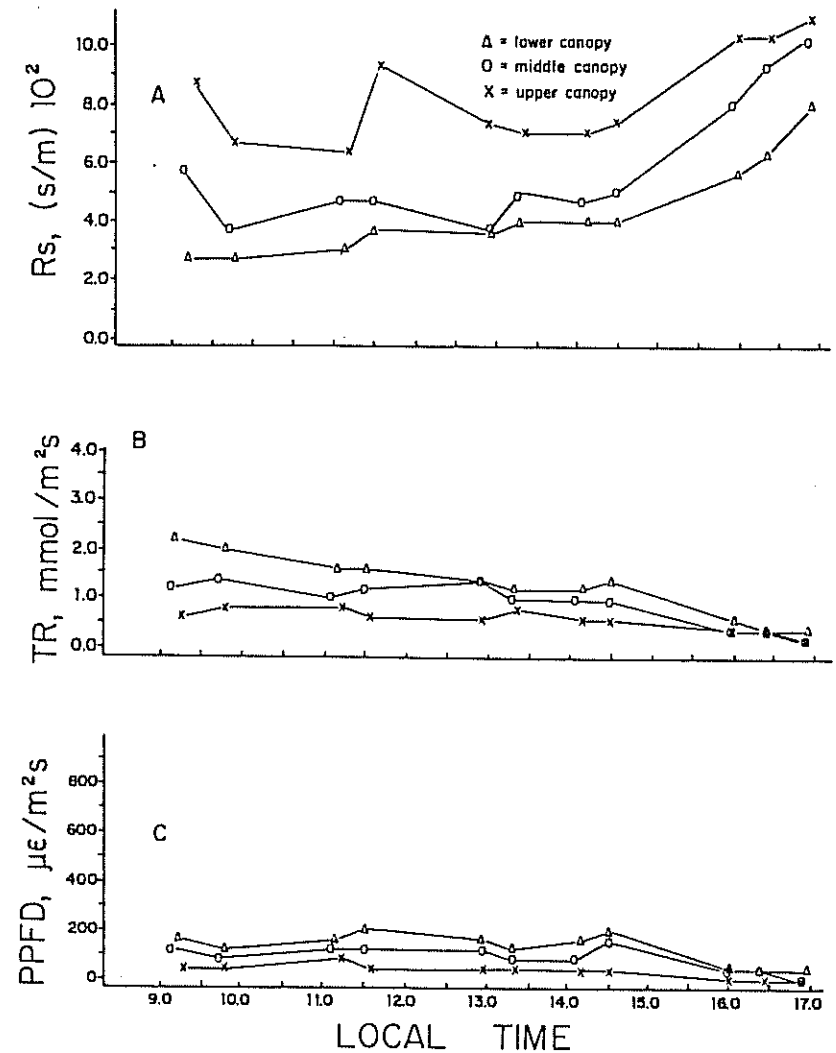 Δ = lower canopy
O = middle canopy
X = upper canopy
A
Rs, (s/m) 10²
10.0
8.0
6.0
4.0
2.0
0.0
B
TR, mmol/m²s
4.0
3.0
2.0
1.0
0.0
C
PPFD, με/m²s
800
600
400
200
0
9.0 10.0 11.0 12.0 13.0 14.0 15.0 16.0 17.0
LOCAL TIME